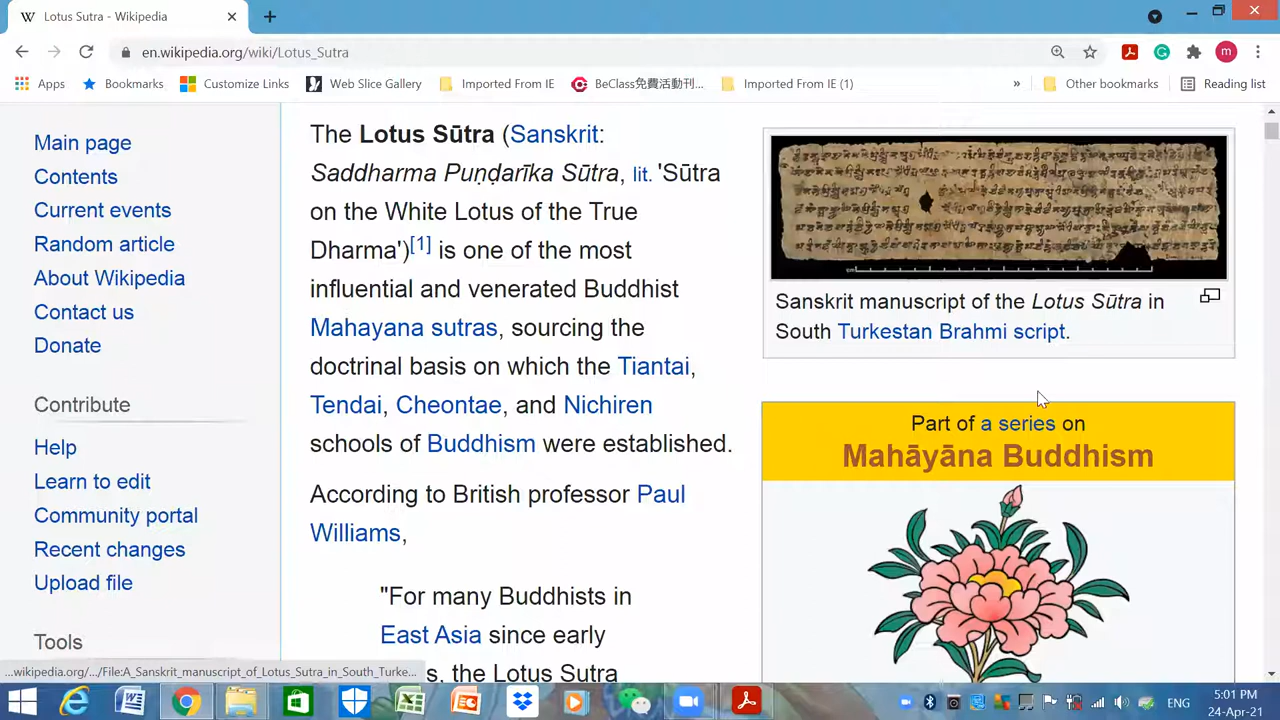 Lotus Sutra - Wikipedia
en.wikipedia.org/wiki/Lotus_Sutra
m
Apps
Bookmarks
Customize Links
Web Slice Gallery
Imported From IE
BeClass免費活動刊...
Imported From IE (1)
»
Other bookmarks
Reading list
Main page
Contents
Current events
Random article
About Wikipedia
Contact us
Donate
Contribute
Help
Learn to edit
Community portal
Recent changes
Upload file
Tools
The Lotus Sūtra (Sanskrit:
Saddharma Puṇḍarīka Sūtra, lit. 'Sūtra
on the White Lotus of the True
Dharma')[1] is one of the most
influential and venerated Buddhist
Mahayana sutras, sourcing the
doctrinal basis on which the Tiantai,
Tendai, Cheontae, and Nichiren
schools of Buddhism were established.
According to British professor Paul
Williams,
"For many Buddhists in
East Asia since early
s, the Lotus Sutra
Sanskrit manuscript of the Lotus Sūtra in
South Turkestan Brahmi script.
Part of a series on
Mahāyāna Buddhism
...wikipedia.org/.../File:A_Sanskrit_manuscript_of_Lotus_Sutra_in_South_Turke...
ENG
5:01 PM
24-Apr-21